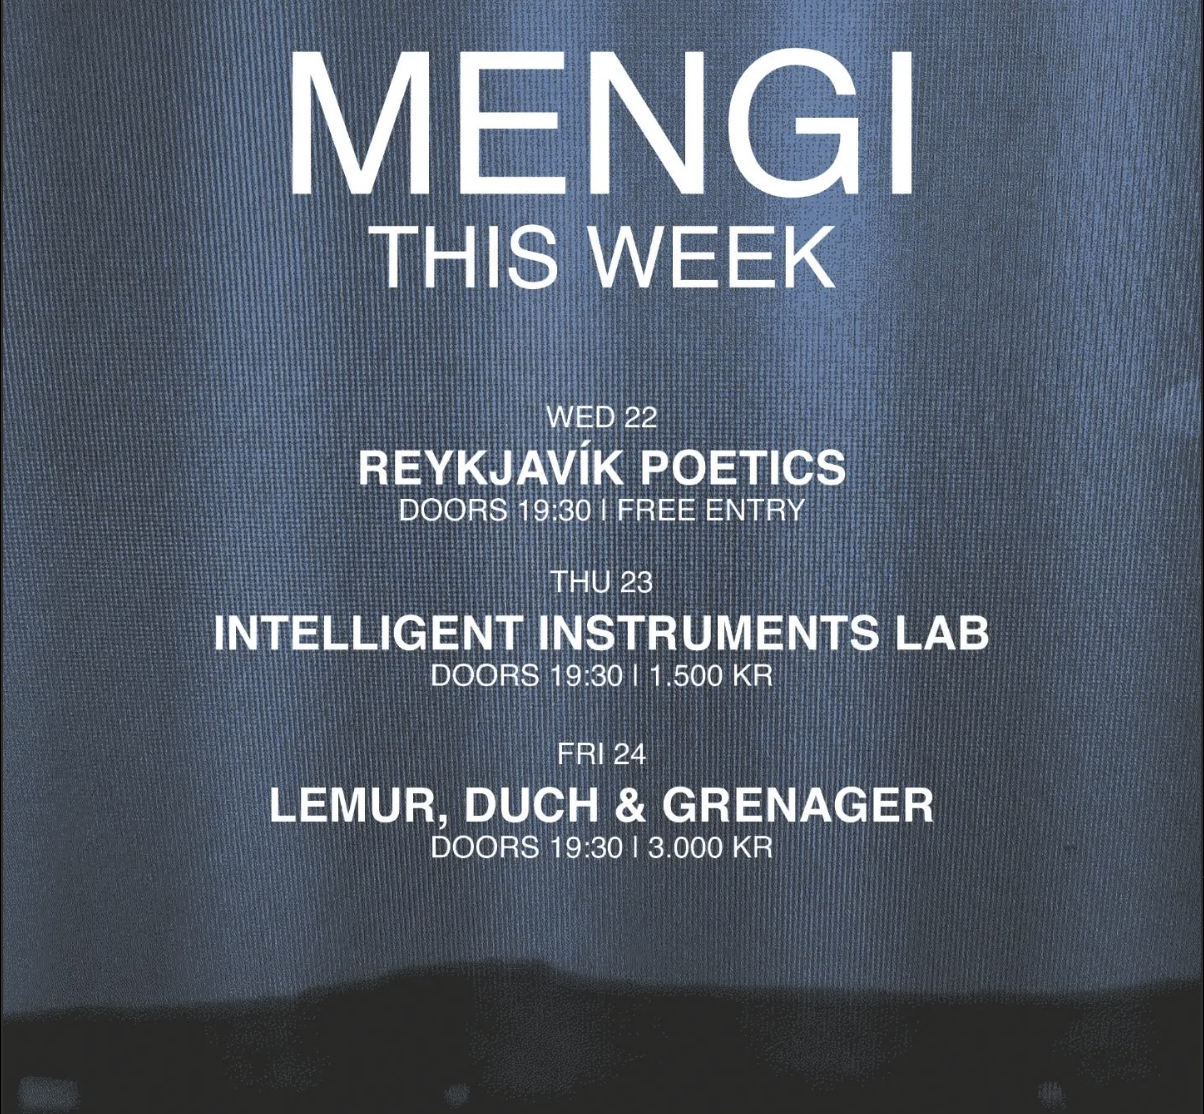 MENGI
THIS WEEK
WED 22
REYKJAVÍK POETICS
DOORS 19:30 | FREE ENTRY
THU 23
INTELLIGENT INSTRUMENTS LAB
DOORS 19:30 | 1.500 KR
FRI 24
LEMUR, DUCH & GRENAGER
DOORS 19:30 | 3.000 KR